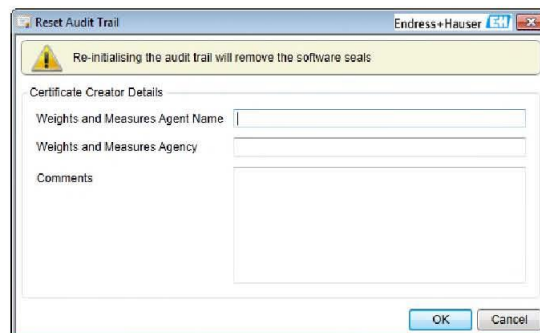 Reset Audit Trail
Endress+Hauser EH
Re-initialising the audit trail will remove the software seals
Certificate Creator Details
Weights and Measures Agent Name
Weights and Measures Agency
Comments
OK Cancel